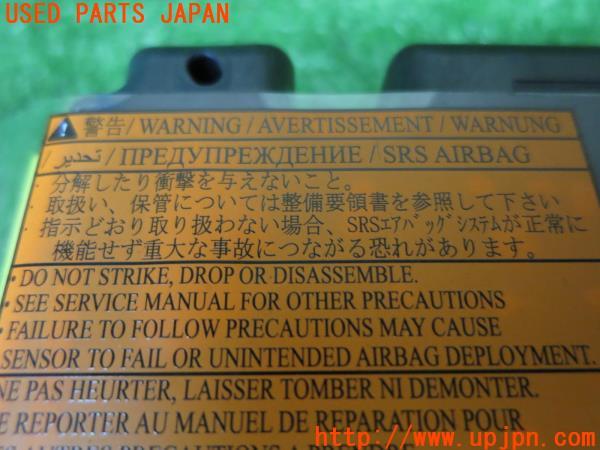 USED PARTS JAPAN
警告/WARNING/AVERTISSEMENT/WARNUNG
/تحذير/ПРЕДУПРЕЖДЕНИЕ/SRS AIRBAG
・分解したり衝撃を与えないこと。
・取扱い、保管については整備要領書を参照して下さい
・指示どおり取り扱わない場合、SRSエアバッグシステムが正常に
機能せず重大な事故につながる恐れがあります。
• DO NOT STRIKE, DROP OR DISASSEMBLE.
• SEE SERVICE MANUAL FOR OTHER PRECAUTIONS
• FAILURE TO FOLLOW PRECAUTIONS MAY CAUSE
SENSOR TO FAIL OR UNINTENDED AIRBAG DEPLOYMENT.
NE PAS HEURTER, LAISSER TOMBER NI DEMONTER.
REPORTER AU MANUEL DE REPARATION POUR
AUTRES PRECAUTIONS A PRENDRE
http://www.upjpn.com